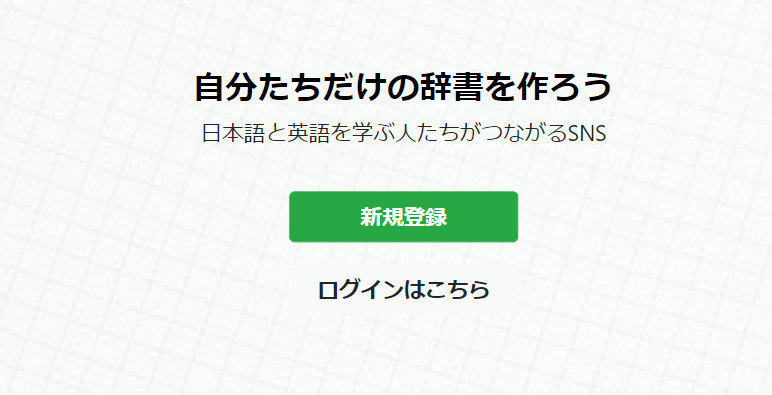 自分たちだけの辞書を作ろう
日本語と英語を学ぶ人たちがつながるSNS
新規登録
ログインはこちら